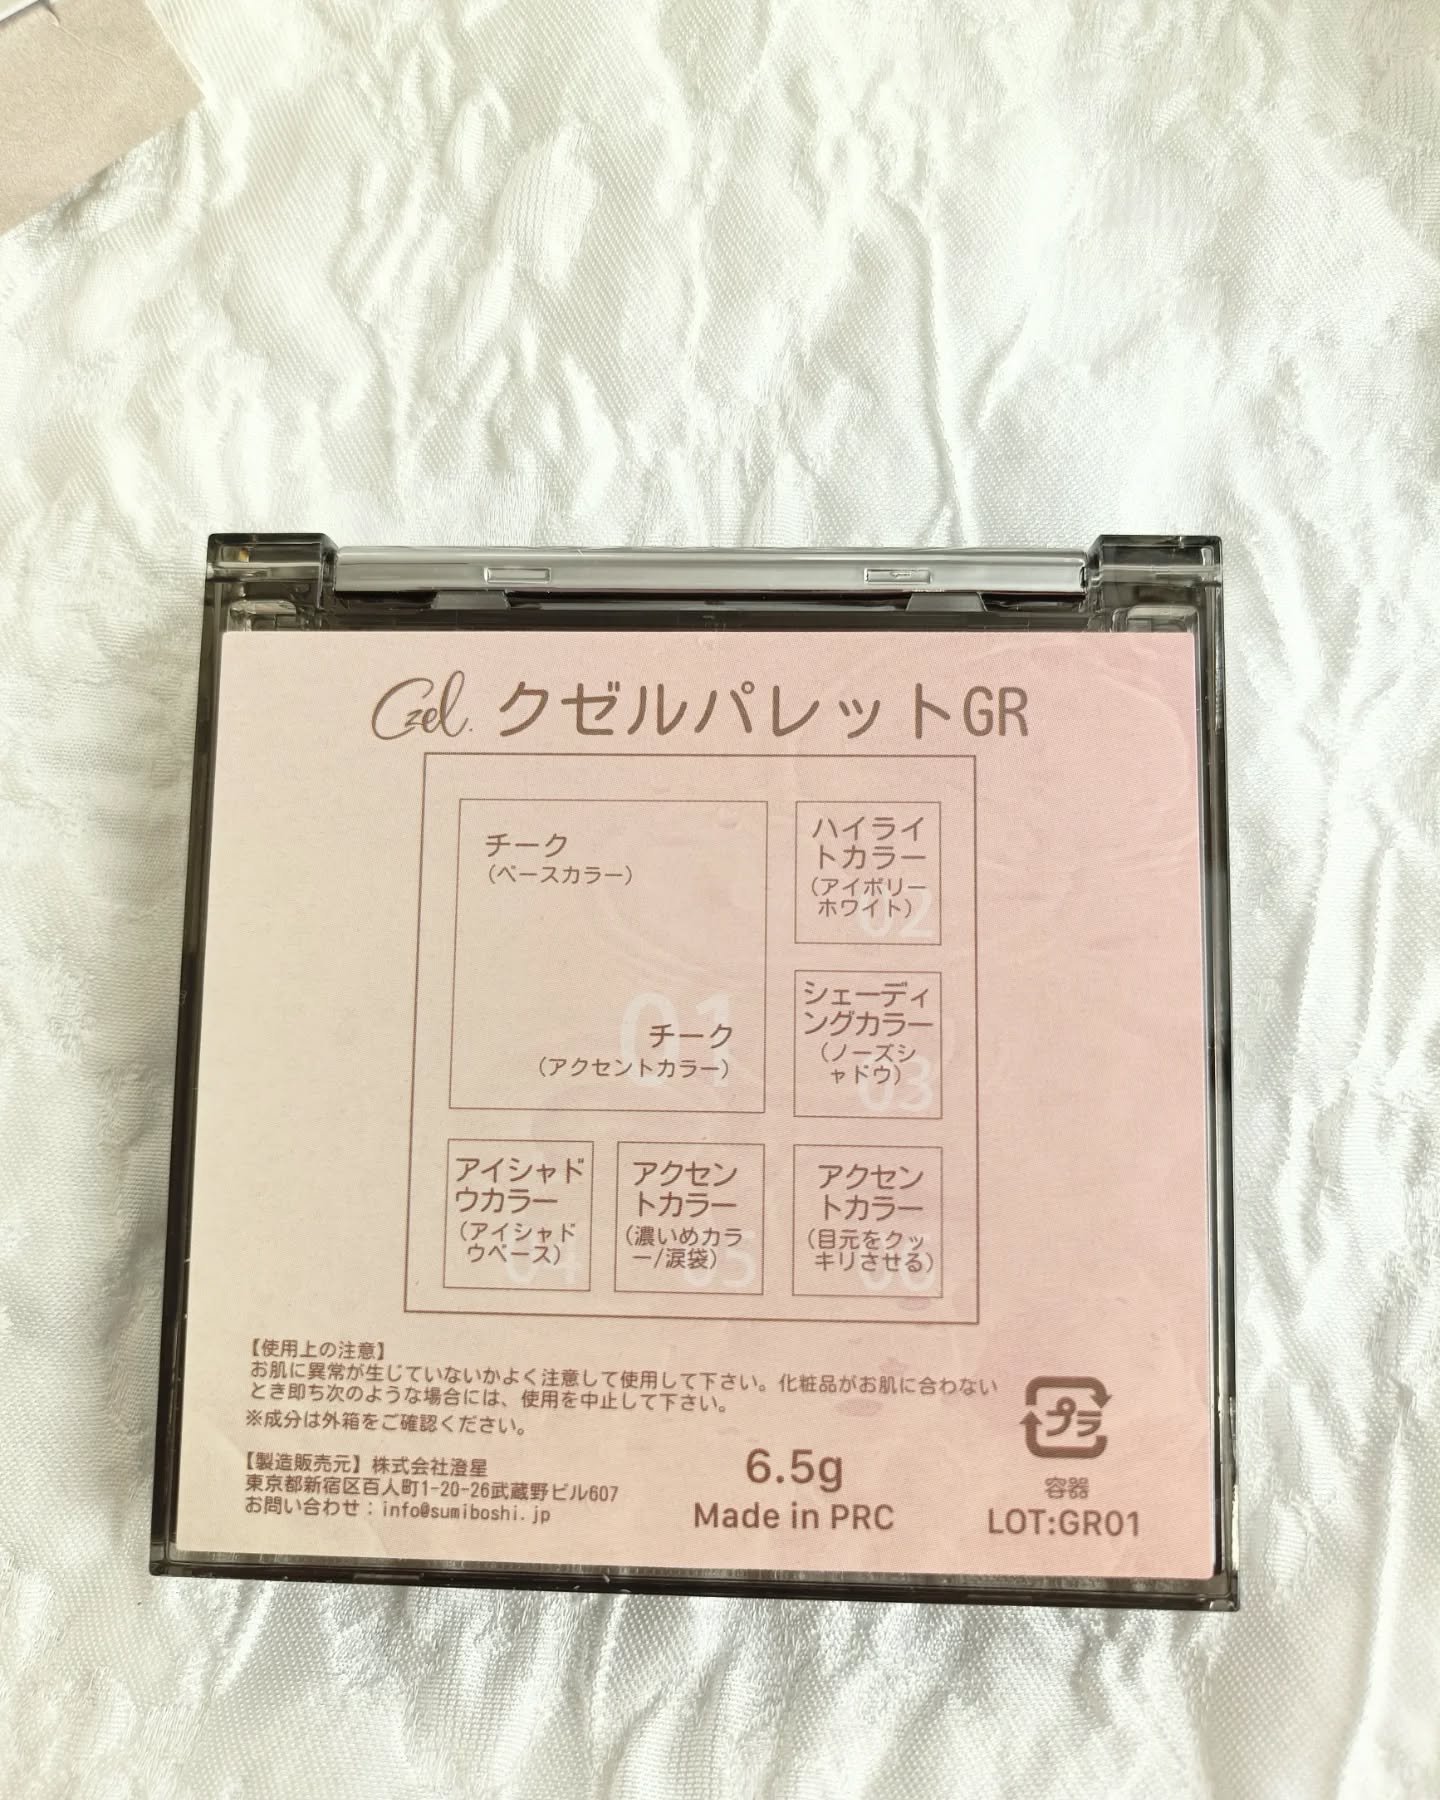 Czel. クゼルパレットGR
チーク
（ベースカラー）
01
チーク
（アクセントカラー）
ハイライ
トカラー
（アイボリー
ホワイト）
02
シェーディ
ングカラー
（ノーズシ
ャドウ）
03
アイシャド
ウカラー
（アイシャド
ウベース）
04
アクセン
トカラー
（濃いめカラ
ー/涙袋）
05
アクセン
トカラー
（目元をクッ
キリさせる）
06
【使用上の注意】
お肌に異常が生じていないかよく注意して使用して下さい。化粧品がお肌に合わない
とき即ち次のような場合には、使用を中止して下さい。
※成分は外箱をご確認ください。
【製造販売元】株式会社澄星
東京都新宿区百人町1-20-26武蔵野ビル607
お問い合わせ：info@sumiboshi.jp
6.5g
Made in PRC
プラ
容器
LOT:GR01